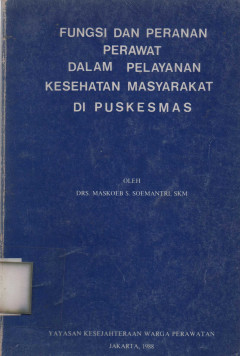 FUNGSI DAN PERANAN
PERAWAT
DALAM PELAYANAN
KESEHATAN MASYARAKAT
DI PUSKESMAS
OLEH
DRS. MASKOEB S. SOEMANTRI, SKM
YAYASAN KESEJAHTERAAN WARGA PERAWATAN
JAKARTA, 1988